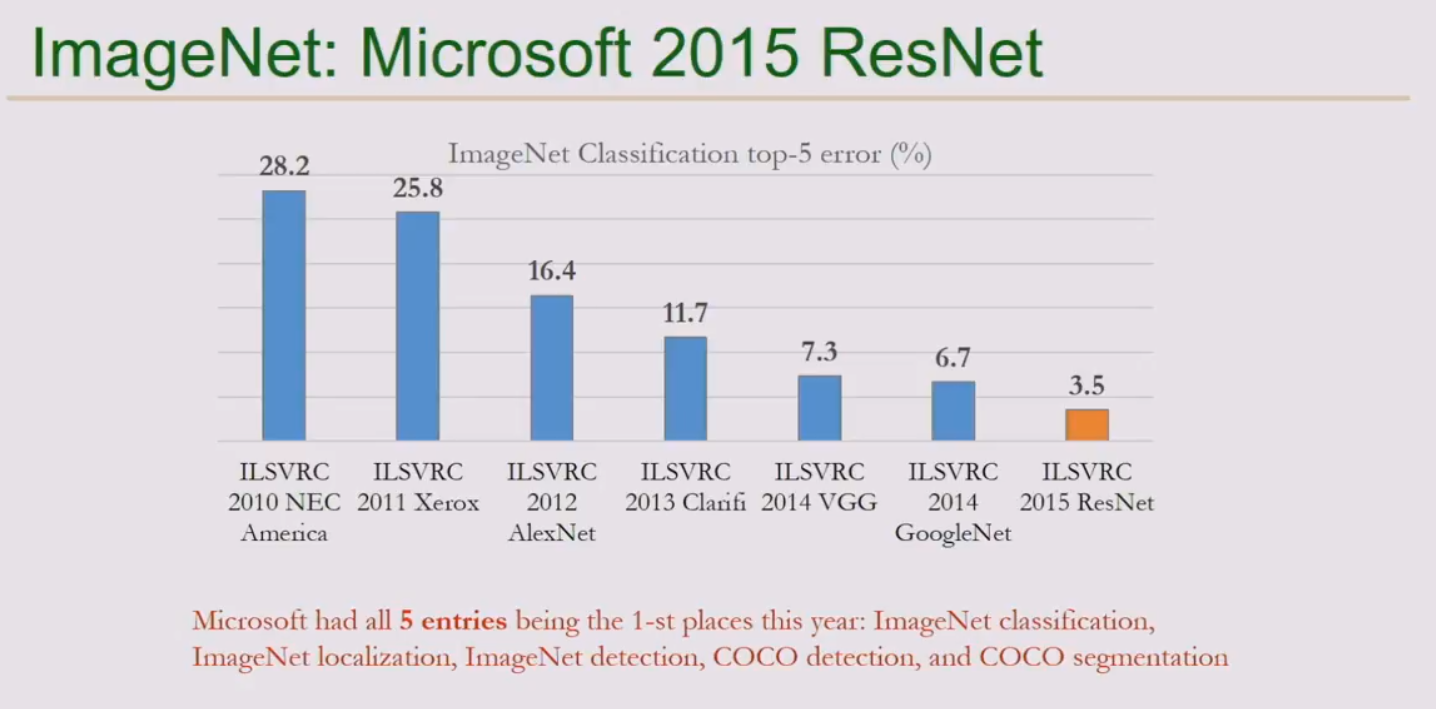 ImageNet: Microsoft 2015 ResNet
ImageNet Classification top-5 error (%)
28.2
25.8
16.4
11.7
7.3
6.7
3.5
ILSVRC
2010 NEC
America
ILSVRC
2011 Xerox
ILSVRC
2012
AlexNet
ILSVRC
2013 Clarifi
ILSVRC
2014 VGG
ILSVRC
2014
GoogleNet
ILSVRC
2015 ResNet
Microsoft had all 5 entries being the 1-st places this year: ImageNet classification,
ImageNet localization, ImageNet detection, COCO detection, and COCO segmentation